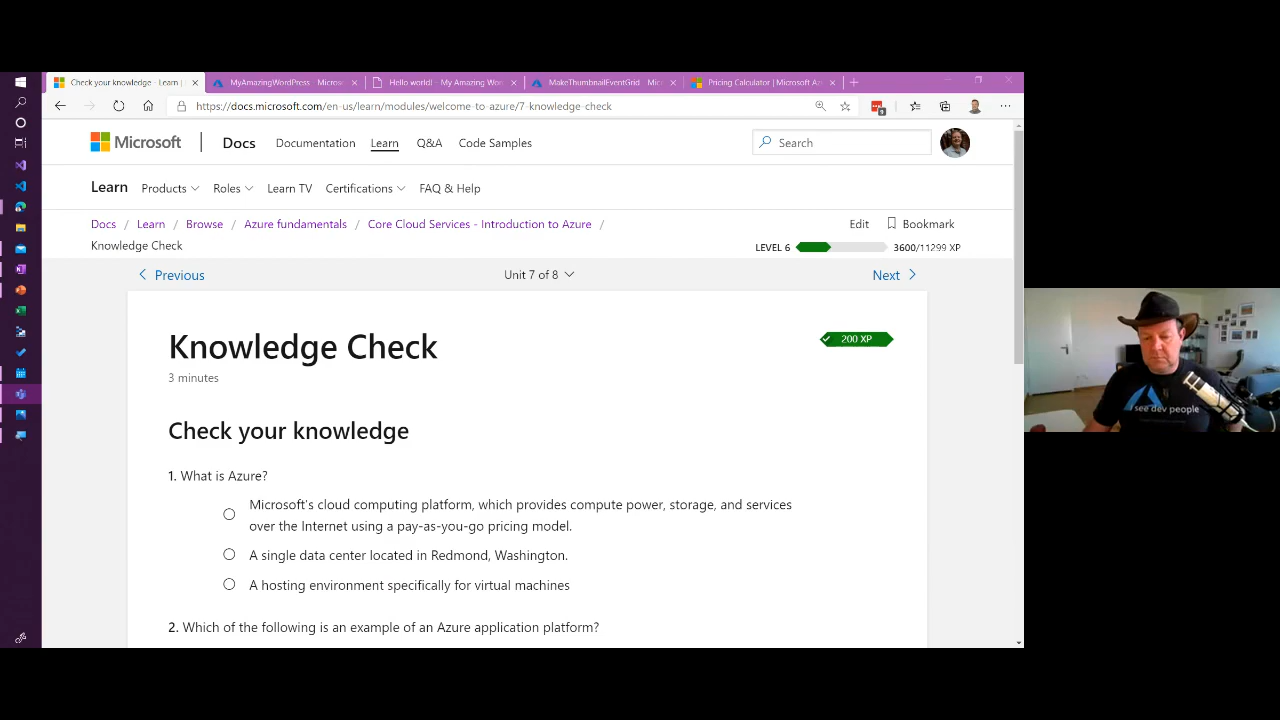 Check your knowledge - Learn |
MyAmazingWordPress - Micros
Hello world! - My Amazing Wo
MakeThumbnailEventGrid - Mic
Pricing Calculator | Microsoft Az
https://docs.microsoft.com/en-us/learn/modules/welcome-to-azure/7-knowledge-check
Microsoft
Docs
Documentation
Learn
Q&A
Code Samples
Search
Learn
Products
Roles
Learn TV
Certifications
FAQ & Help
Docs / Learn / Browse / Azure fundamentals / Core Cloud Services - Introduction to Azure /
Edit
Bookmark
Knowledge Check
LEVEL 6
3600/11299 XP
Previous
Unit 7 of 8
Next
Knowledge Check
200 XP
3 minutes
Check your knowledge
1. What is Azure?
Microsoft's cloud computing platform, which provides compute power, storage, and services
over the Internet using a pay-as-you-go pricing model.
A single data center located in Redmond, Washington.
A hosting environment specifically for virtual machines
2. Which of the following is an example of an Azure application platform?
see dev people